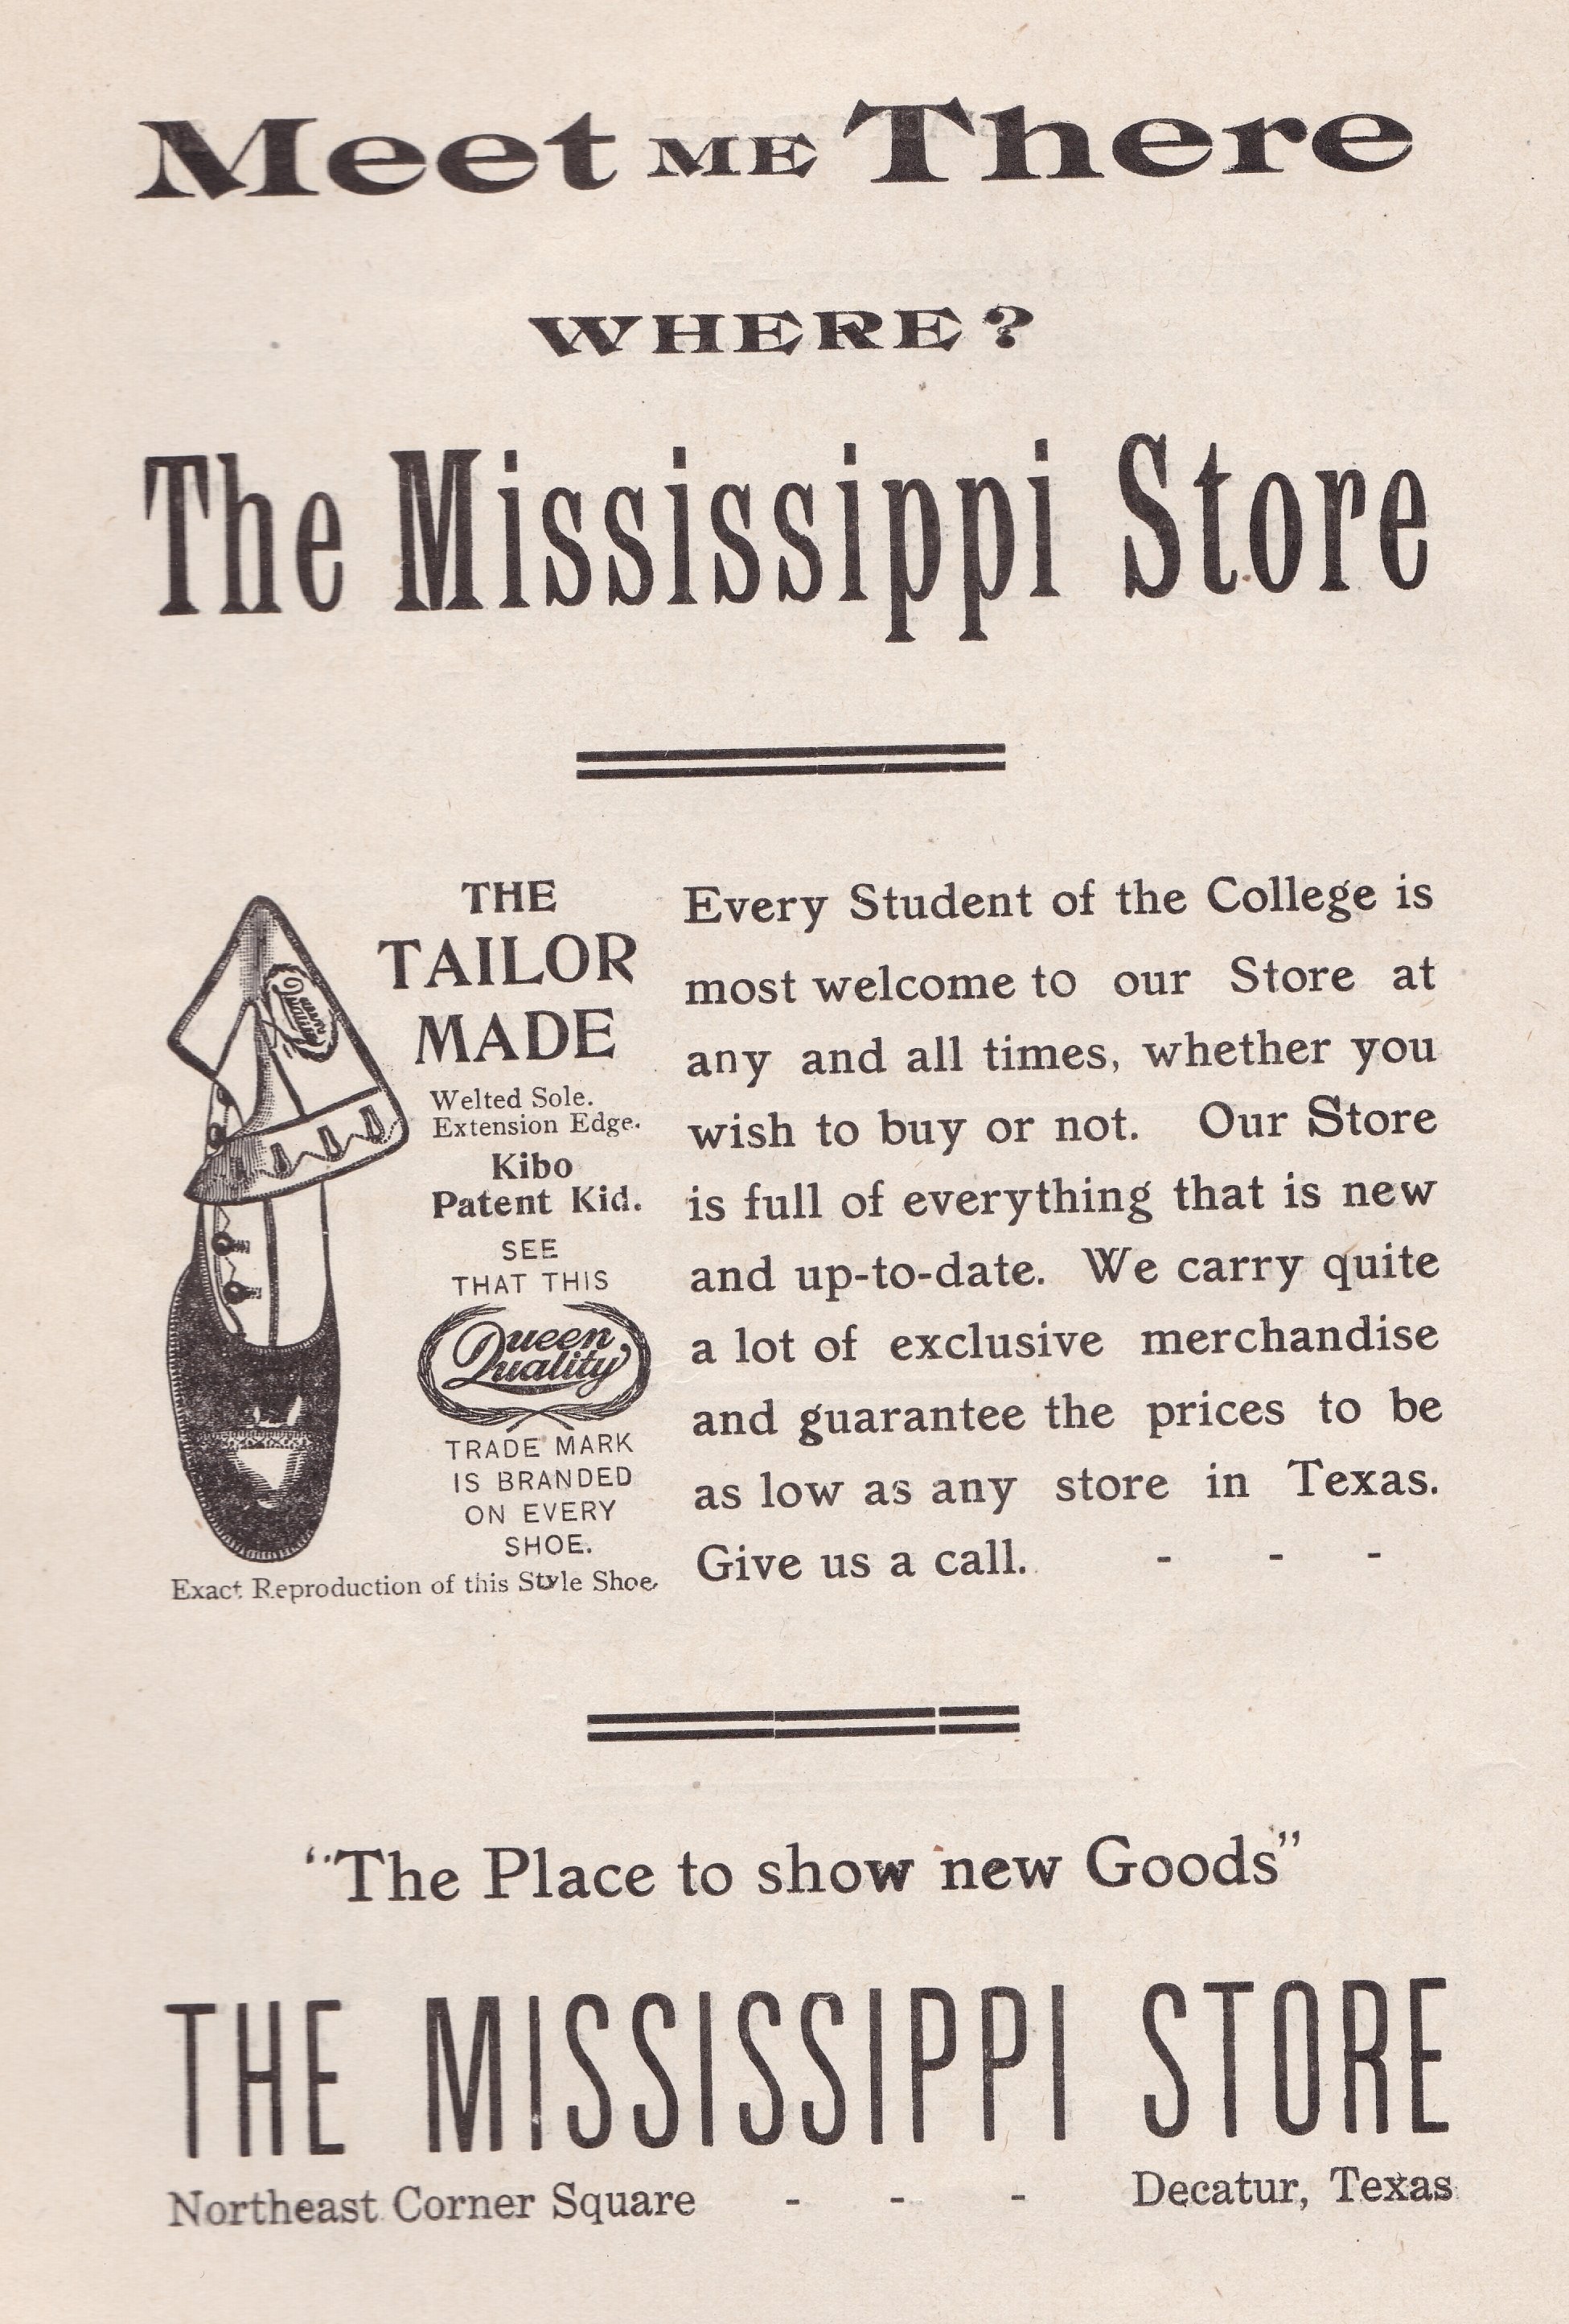 Meet ME There
WHERE?
The Mississippi Store
THE
TAILOR
MADE
Welted Sole.
Extension Edge.
Kibo
Patent Kid.
SEE
THAT THIS
Queen
Quality
TRADE MARK
IS BRANDED
ON EVERY
SHOE.
Exact Reproduction of this Style Shoe.
Queen
Quality
Every Student of the College is
most welcome to our Store at
any and all times, whether you
wish to buy or not. Our Store
is full of everything that is new
and up-to-date. We carry quite
a lot of exclusive merchandise
and guarantee the prices to be
as low as any store in Texas.
Give us a call. - - -
"The Place to show new Goods"
THE MISSISSIPPI STORE
Northeast Corner Square - - - Decatur, Texas